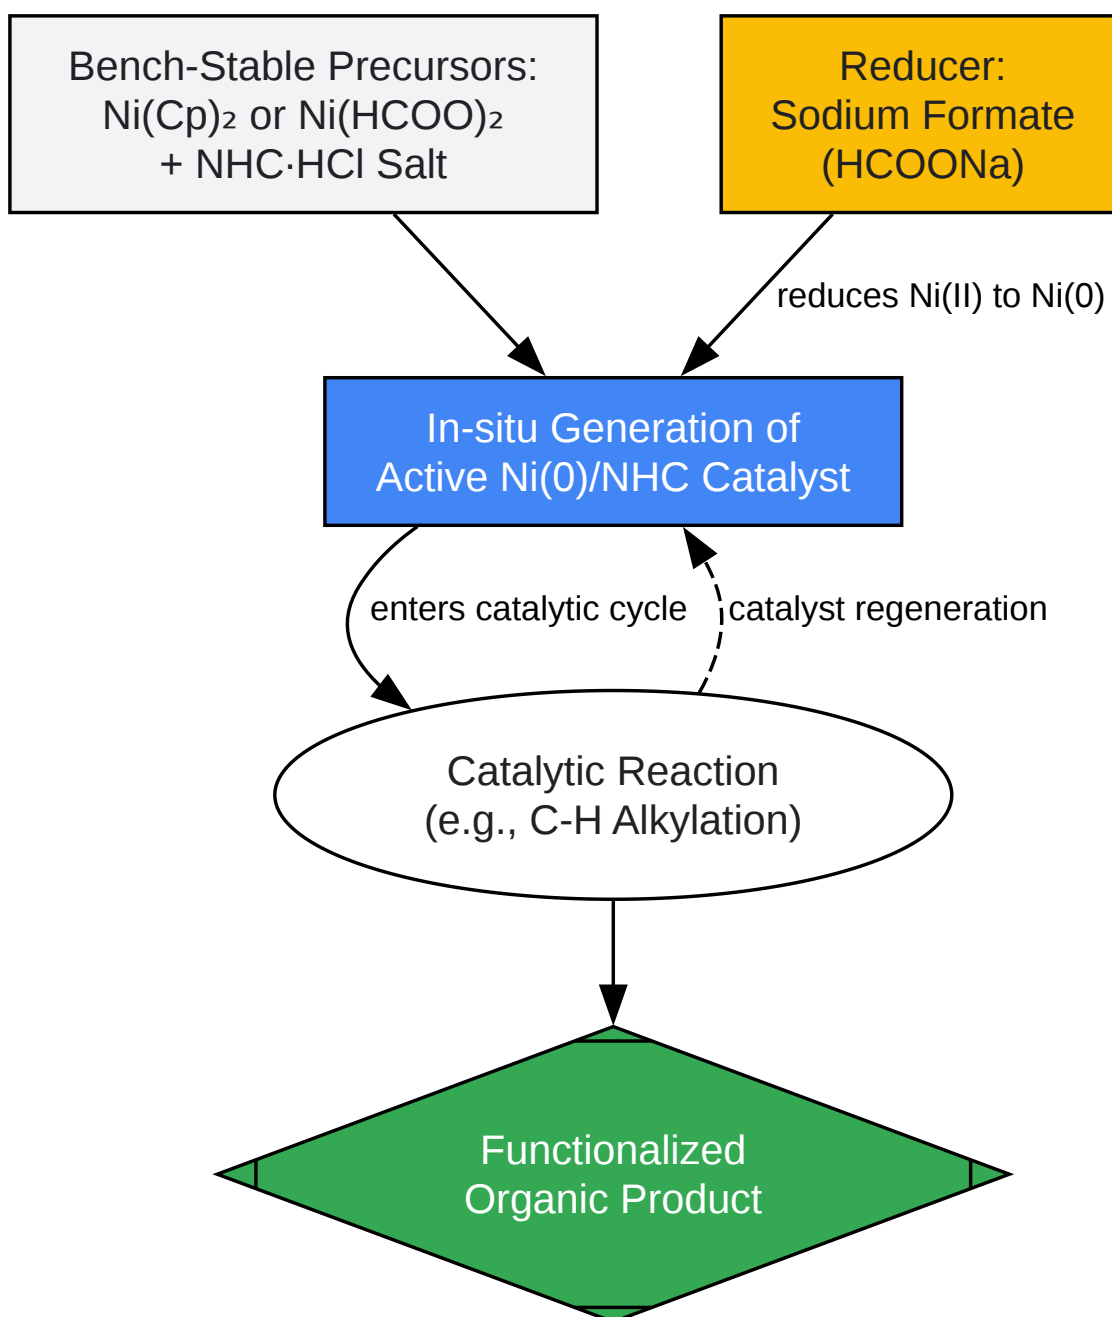 Bench-Stable Precursors:
Ni(Cp)₂ or Ni(HCOO)₂
+ NHC·HCl Salt
Reducer:
Sodium Formate
(HCOONa)
reduces Ni(II) to Ni(0)
In-situ Generation of
Active Ni(0)/NHC Catalyst
enters catalytic cycle
catalyst regeneration
Catalytic Reaction
(e.g., C-H Alkylation)
Functionalized
Organic Product